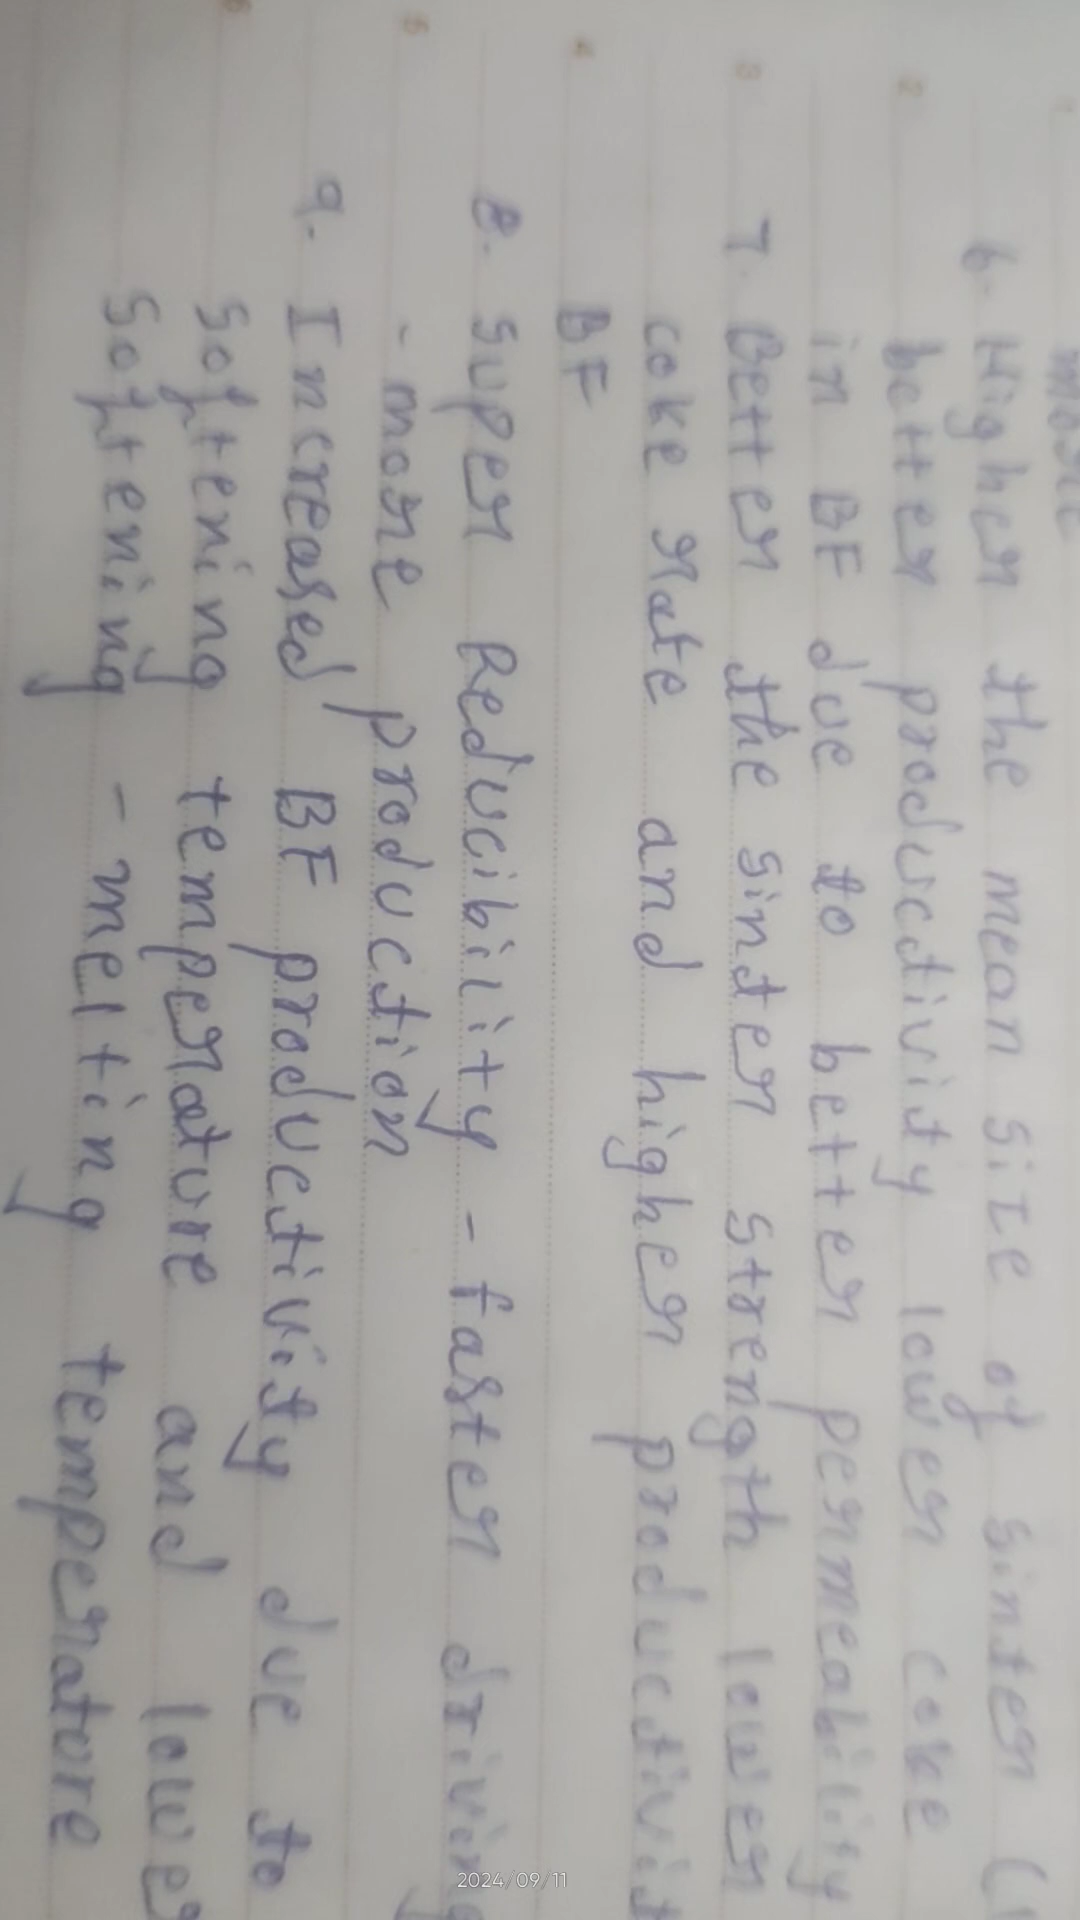 more
6. Higher the mean size of sinter (
better productivity lower coke
in BF due to better permeability
7. Better the sinter strength lower
coke rate and higher productivit
BF
8. Super Reducibility - faster driving
- more production
9. Increased BF productivity due to
softening temperature and lower
softening - melting temperature
2024/09/11